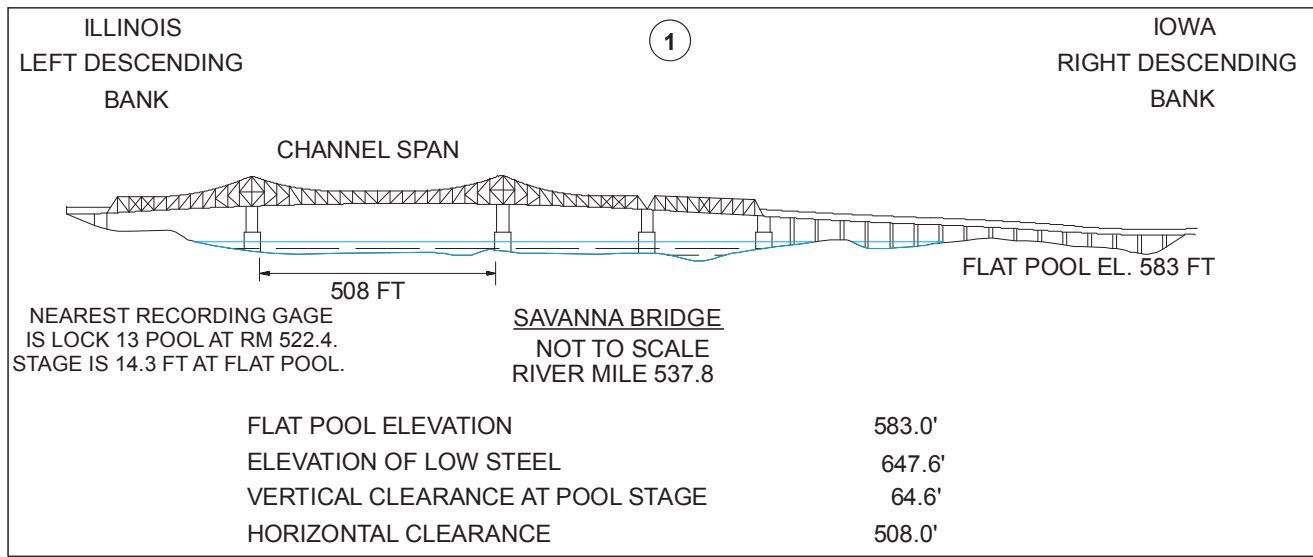 ILLINOIS
LEFT DESCENDING
BANK
1
IOWA
RIGHT DESCENDING
BANK
CHANNEL SPAN
FLAT POOL EL. 583 FT
508 FT
NEAREST RECORDING GAGE
IS LOCK 13 POOL AT RM 522.4.
STAGE IS 14.3 FT AT FLAT POOL.
SAVANNA BRIDGE
NOT TO SCALE
RIVER MILE 537.8
FLAT POOL ELEVATION 583.0'
ELEVATION OF LOW STEEL 647.6'
VERTICAL CLEARANCE AT POOL STAGE 64.6'
HORIZONTAL CLEARANCE 508.0'